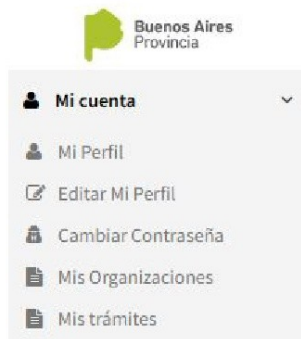 Buenos Aires
Provincia
Mi cuenta
Mi Perfil
Editar Mi Perfil
Cambiar Contraseña
Mis Organizaciones
Mis trámites